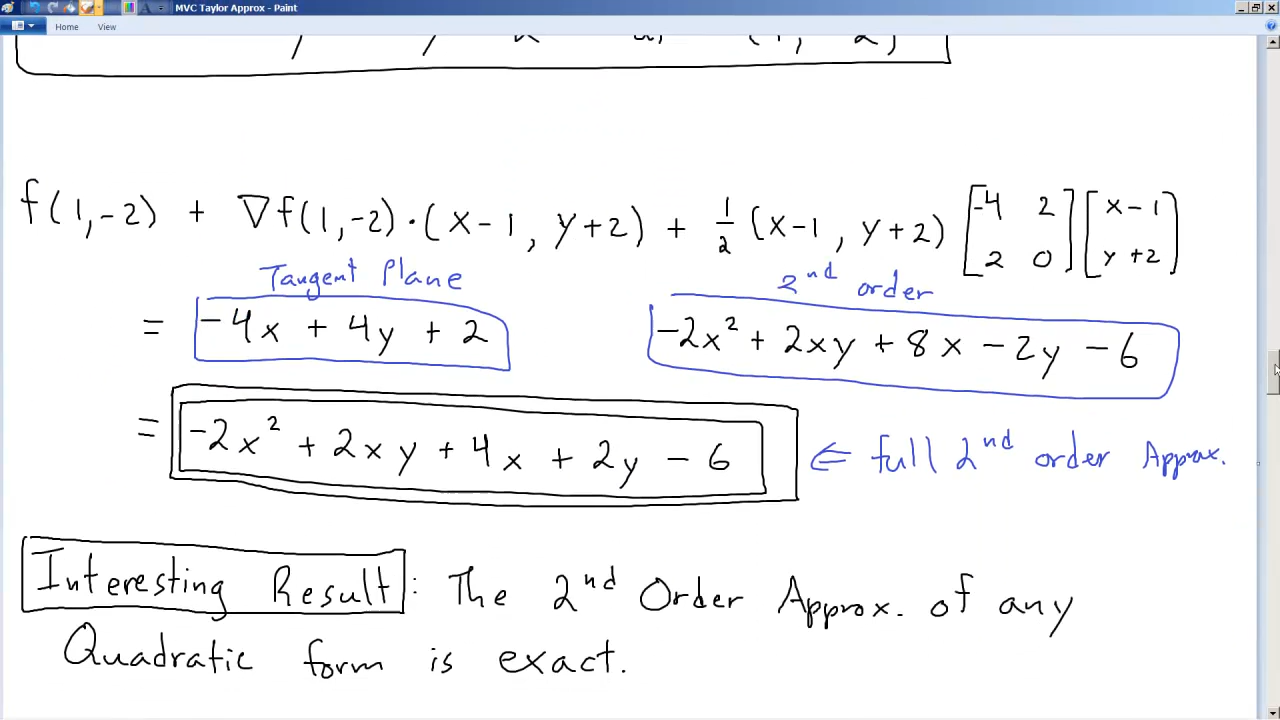 MVC Taylor Approx - Paint
Home View
f(1,-2) + ∇f(1,-2)·(x-1, y+2) + 1/2 (x-1, y+2) [-4 2; 2 0] [x-1; y+2]
Tangent Plane
2nd order
= -4x + 4y + 2
-2x² + 2xy + 8x - 2y - 6
= -2x² + 2xy + 4x + 2y - 6 ⇐ full 2nd order Approx.
Interesting Result: The 2nd Order Approx. of any
Quadratic form is exact.